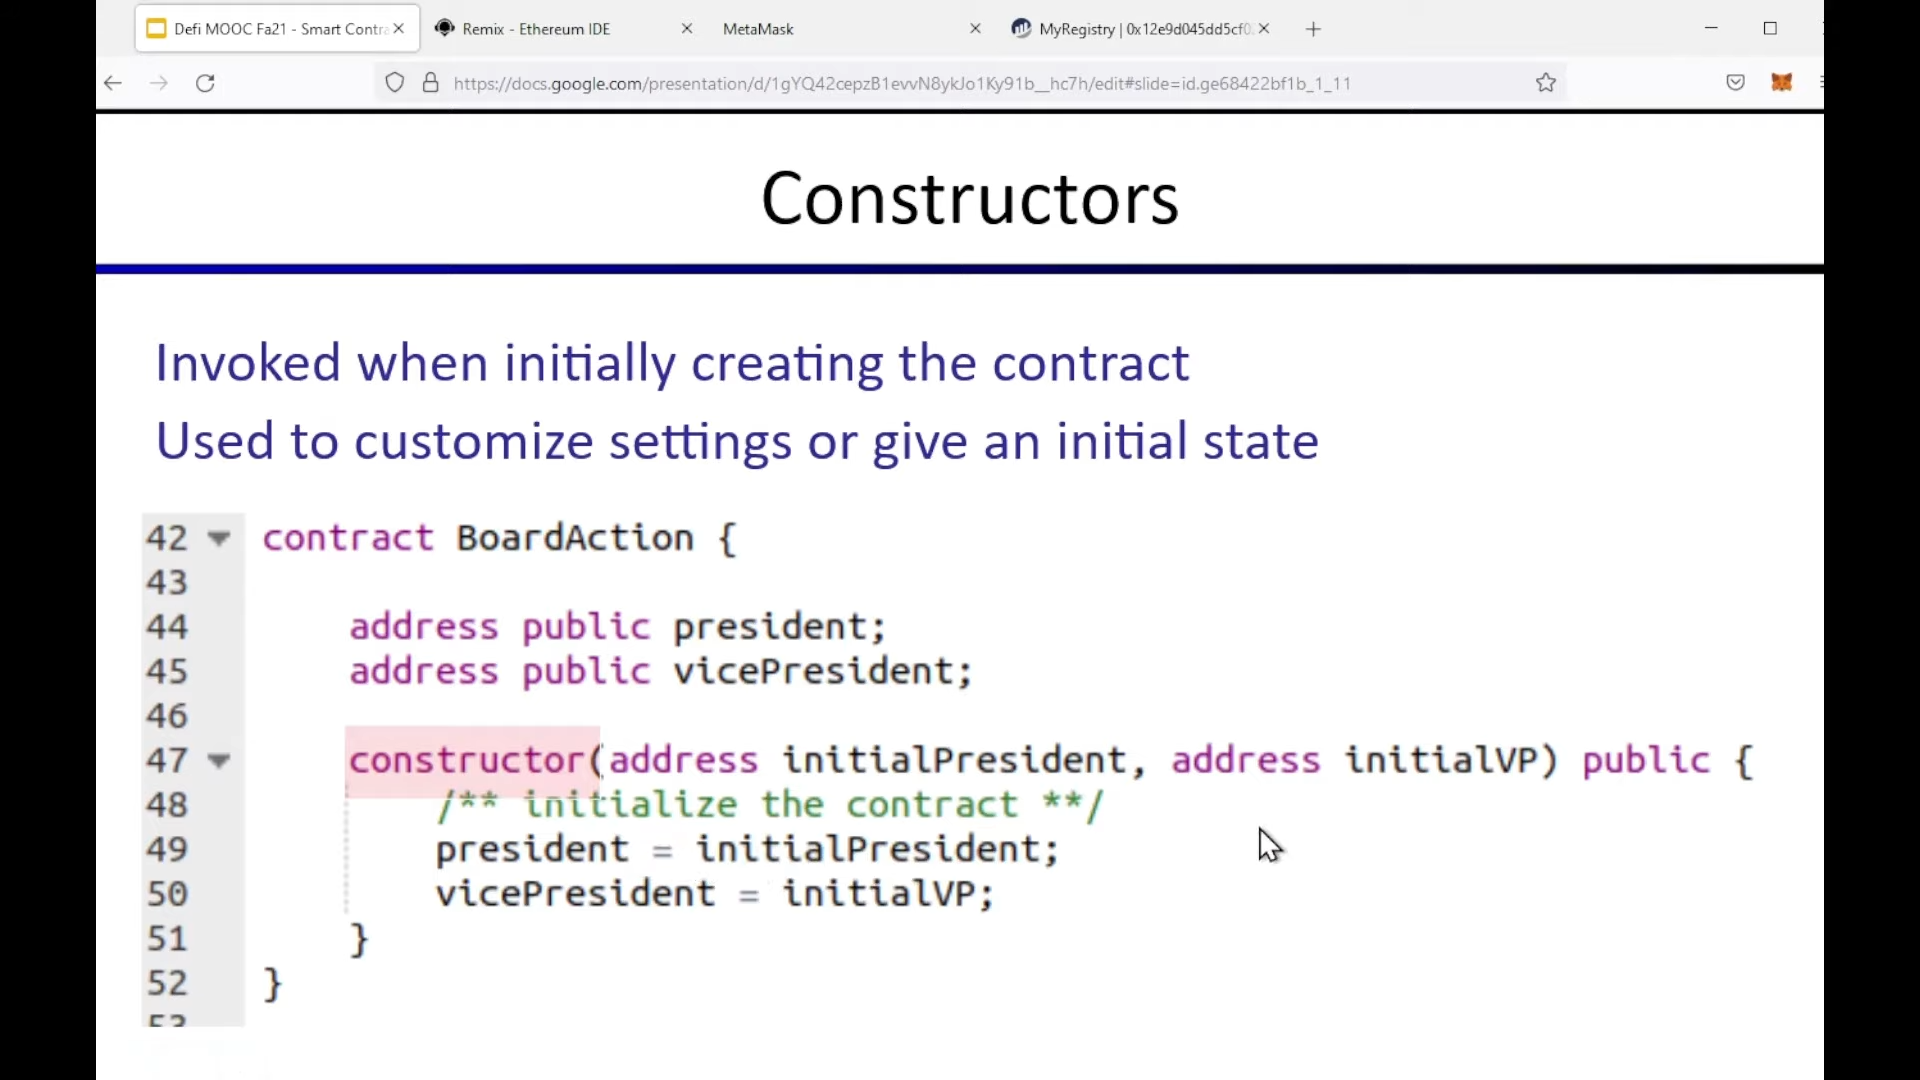 Defi MOOC Fa21 - Smart Contra
Remix - Ethereum IDE
MetaMask
MyRegistry | 0x12e9d045dd5cf0
https://docs.google.com/presentation/d/1gYQ42cepzB1evvN8ykJo1Ky91b__hc7h/edit#slide=id.ge68422bf1b_1_11
Constructors
Invoked when initially creating the contract
Used to customize settings or give an initial state
42 contract BoardAction {
43
44 address public president;
45 address public vicePresident;
46
47 constructor(address initialPresident, address initialVP) public {
48 /** initialize the contract **/
49 president = initialPresident;
50 vicePresident = initialVP;
51 }
52 }
53